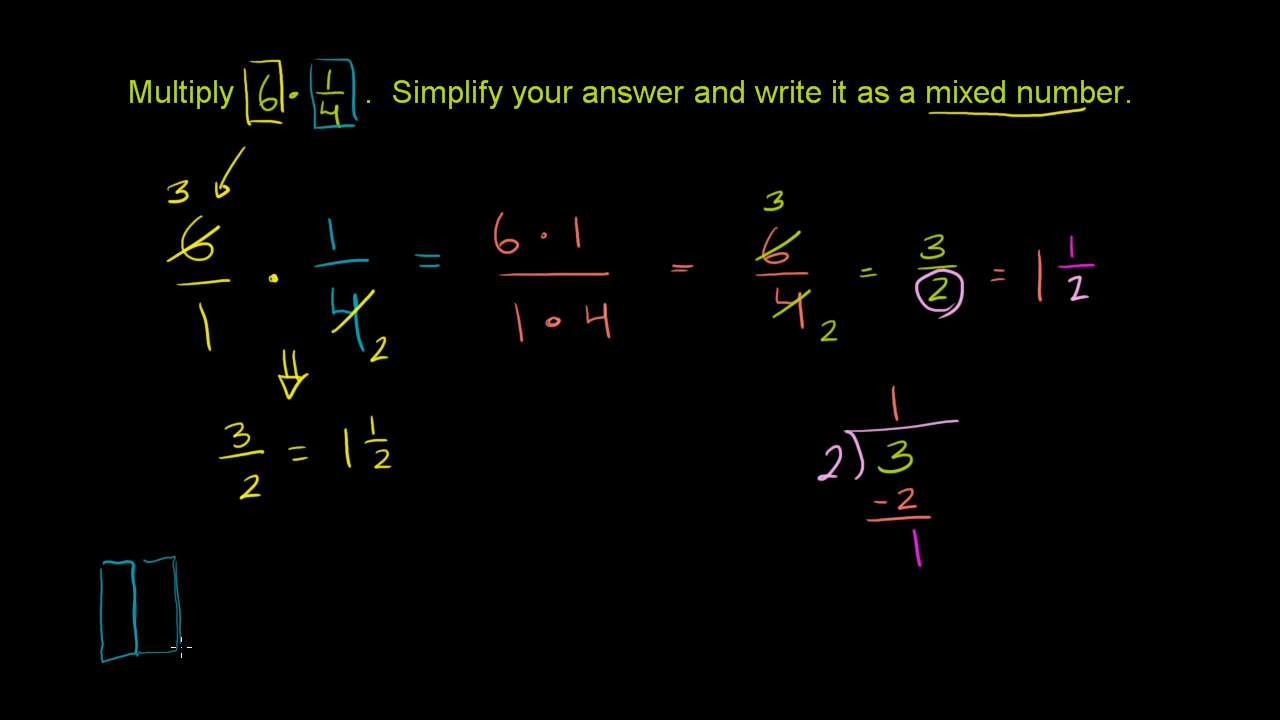 Multiply 6 · 1/4 . Simplify your answer and write it as a mixed number.
3 6/1 · 1/4 2 = 6 · 1/1 · 4 = 3 6/4 2 = 3/2 = 1 1/2
3/2 = 1 1/2
1
2)3
-2
1